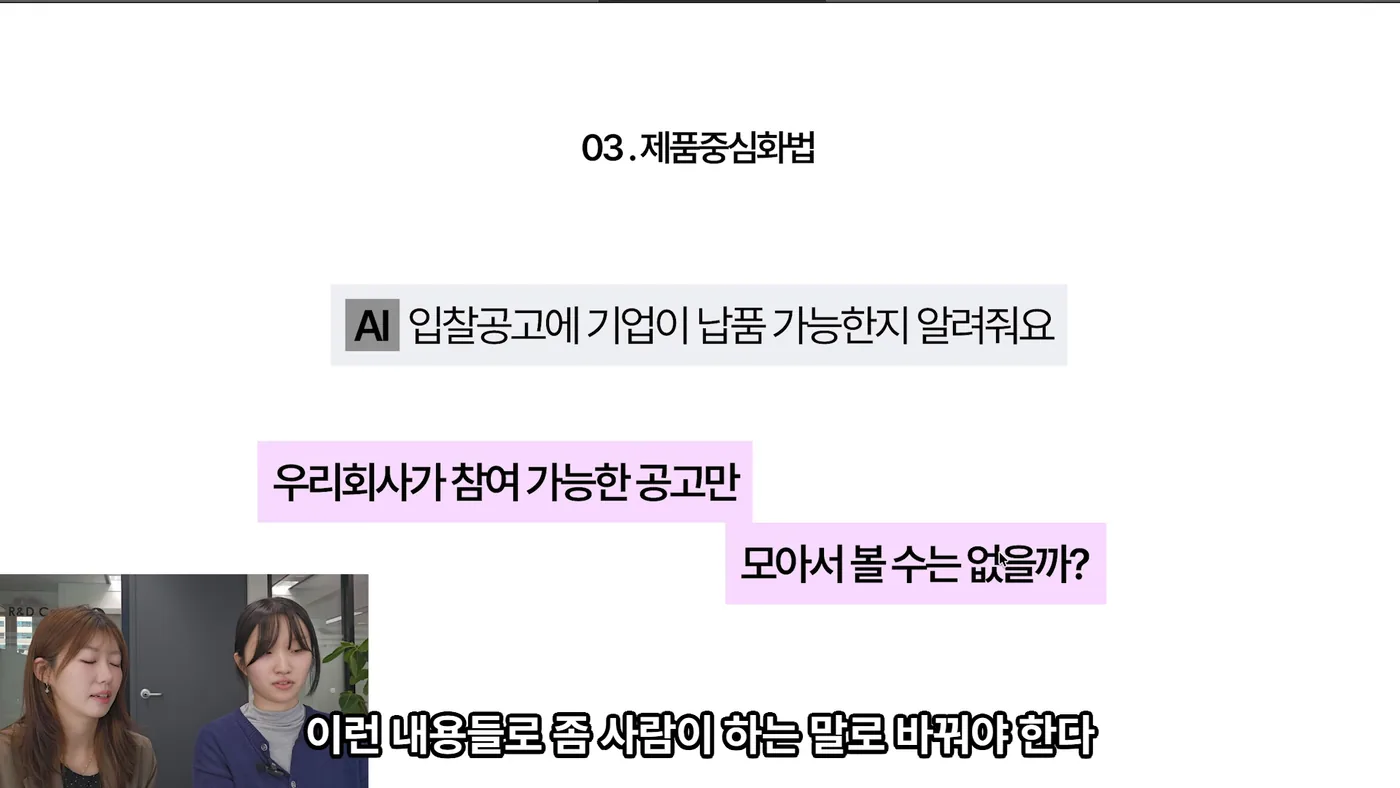 03 . 제품중심화법
AI 입찰공고에 기업이 납품 가능한지 알려줘요
우리회사가 참여 가능한 공고만
모아서 볼 수는 없을까?
R&D C
이런 내용들로 좀 사람이 하는 말로 바꿔야 한다